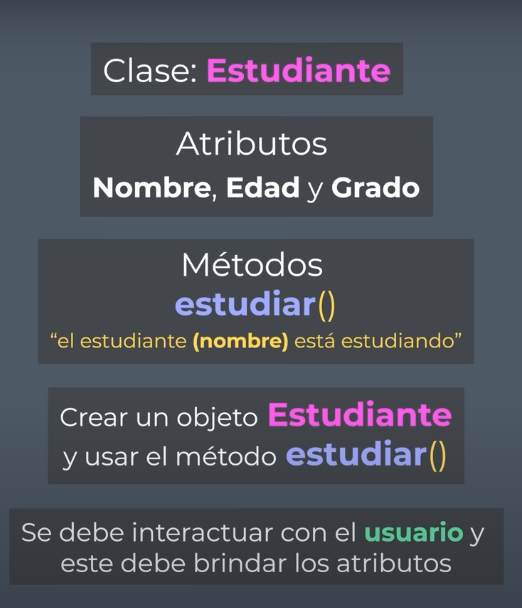 Clase: Estudiante
Atributos
Nombre, Edad y Grado
Métodos
estudiar()
“el estudiante (nombre) está estudiando”
Crear un objeto Estudiante
y usar el método estudiar()
Se debe interactuar con el usuario y
este debe brindar los atributos